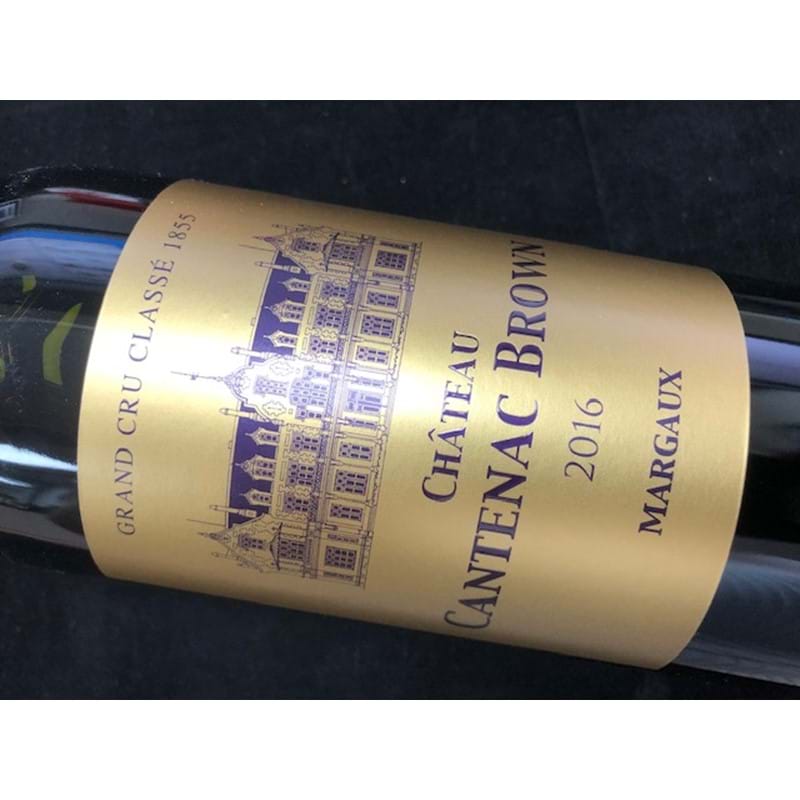 GRAND CRU CLASSÉ 1855
CHÂTEAU
CANTENAC BROWN
2016
MARGAUX